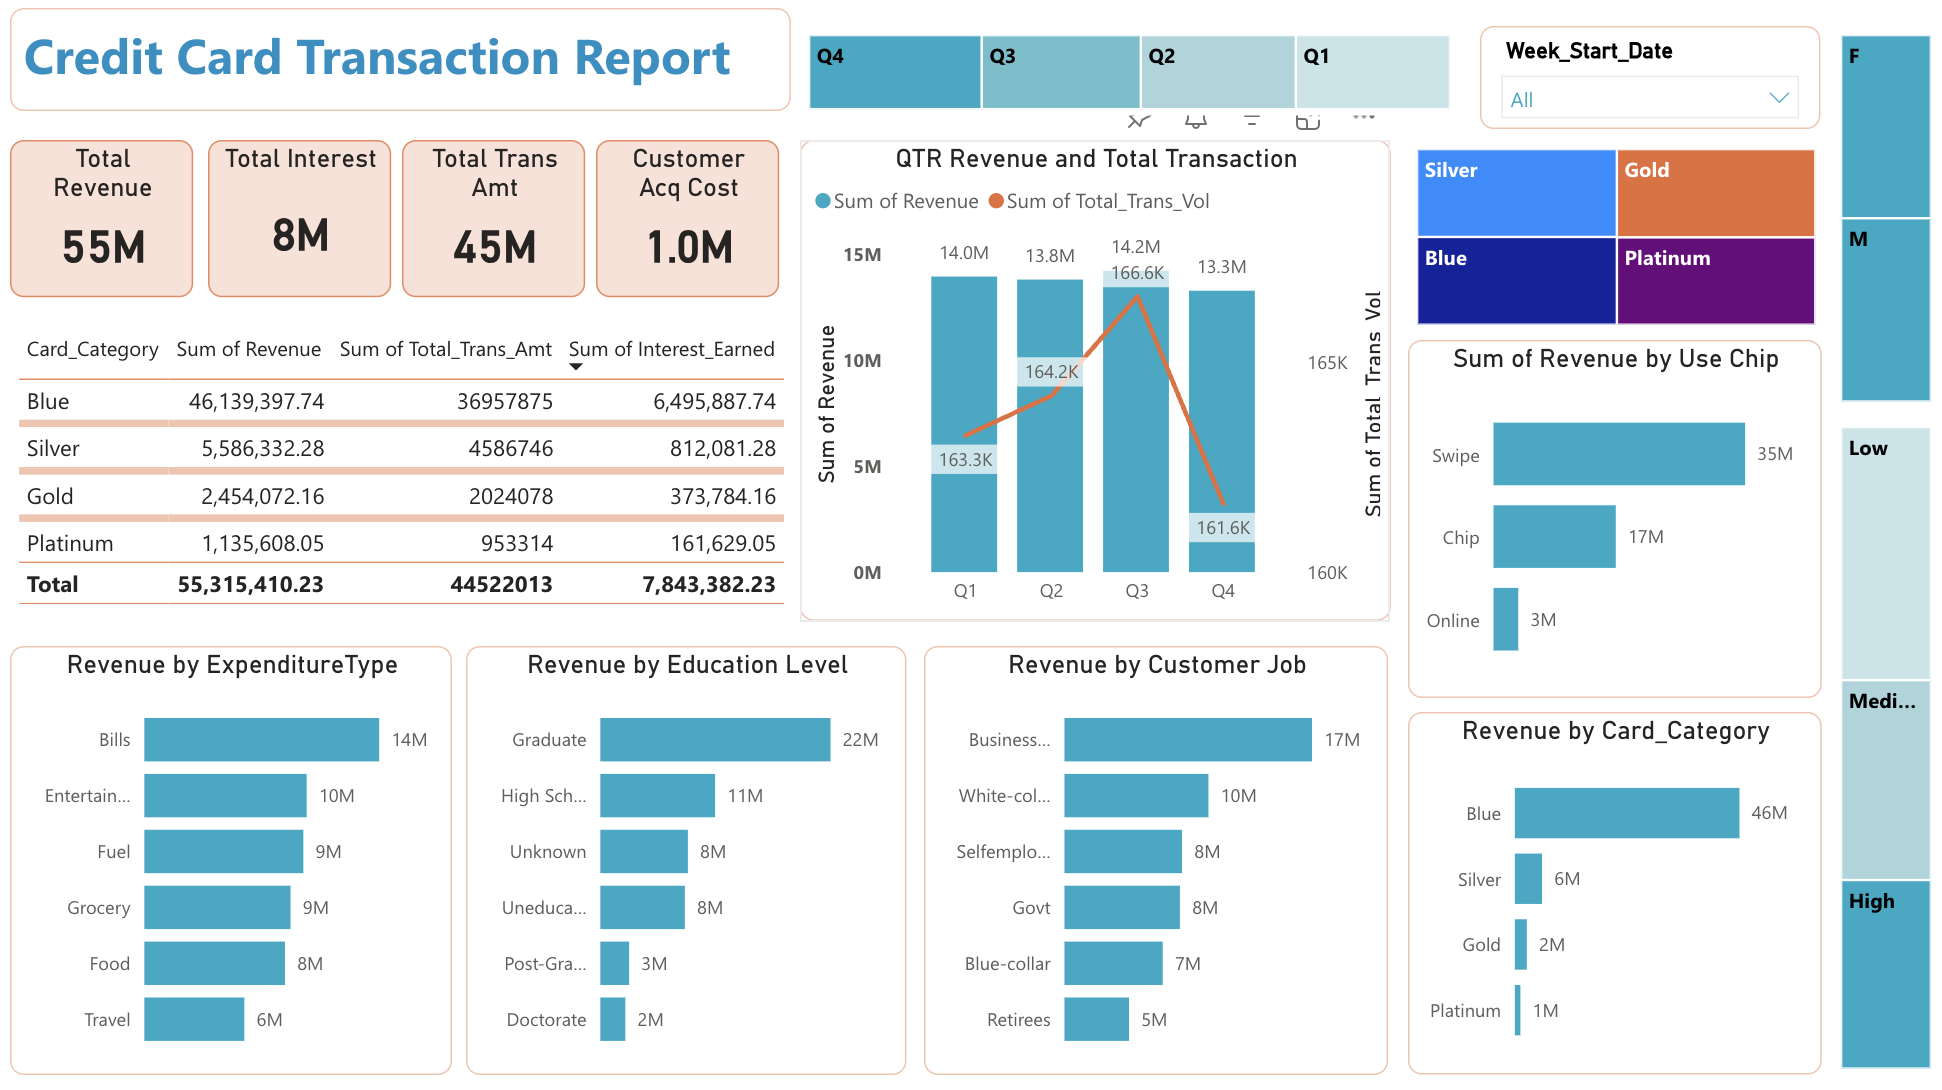 Credit Card Transaction Report
Q4
Q3
Q2
Q1
Week_Start_Date
All
F
M
Total
Revenue
55M
Total Interest
8M
Total Trans
Amt
45M
Customer
Acq Cost
1.0M
Card_Category Sum of Revenue Sum of Total_Trans_Amt Sum of Interest_Earned
Blue 46,139,397.74 36957875 6,495,887.74
Silver 5,586,332.28 4586746 812,081.28
Gold 2,454,072.16 2024078 373,784.16
Platinum 1,135,608.05 953314 161,629.05
Total 55,315,410.23 44522013 7,843,382.23
QTR Revenue and Total Transaction
Sum of Revenue Sum of Total_Trans_Vol
Sum of Revenue
15M
10M
5M
0M
14.0M
13.8M
14.2M
13.3M
163.3K
164.2K
166.6K
161.6K
Q1
Q2
Q3
Q4
165K
160K
Sum of Total_Trans_Vol
Silver
Gold
Blue
Platinum
Sum of Revenue by Use Chip
Swipe 35M
Chip 17M
Online 3M
Low
Medi...
High
Revenue by ExpenditureType
Bills 14M
Entertain... 10M
Fuel 9M
Grocery 9M
Food 8M
Travel 6M
Revenue by Education Level
Graduate 22M
High Sch... 11M
Unknown 8M
Uneduca... 8M
Post-Gra... 3M
Doctorate 2M
Revenue by Customer Job
Business... 17M
White-col... 10M
Selfemplo... 8M
Govt 8M
Blue-collar 7M
Retirees 5M
Revenue by Card_Category
Blue 46M
Silver 6M
Gold 2M
Platinum 1M